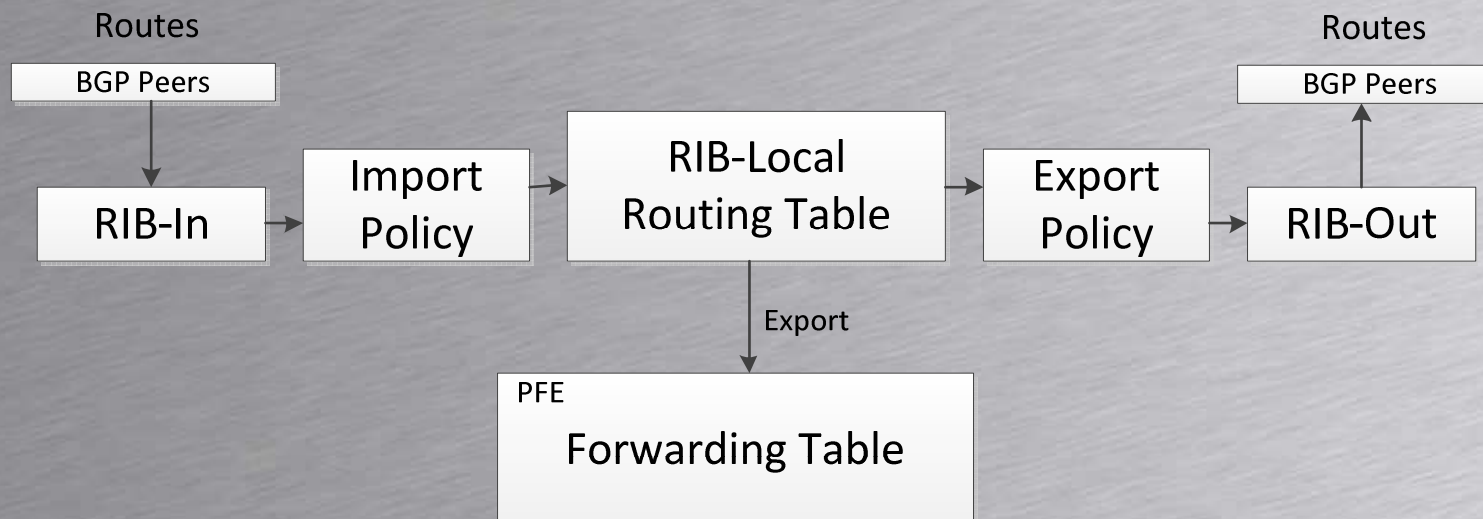 Routes
BGP Peers
RIB-In
Import
Policy
RIB-Local
Routing Table
Export
Policy
RIB-Out
Routes
BGP Peers
Export
PFE
Forwarding Table